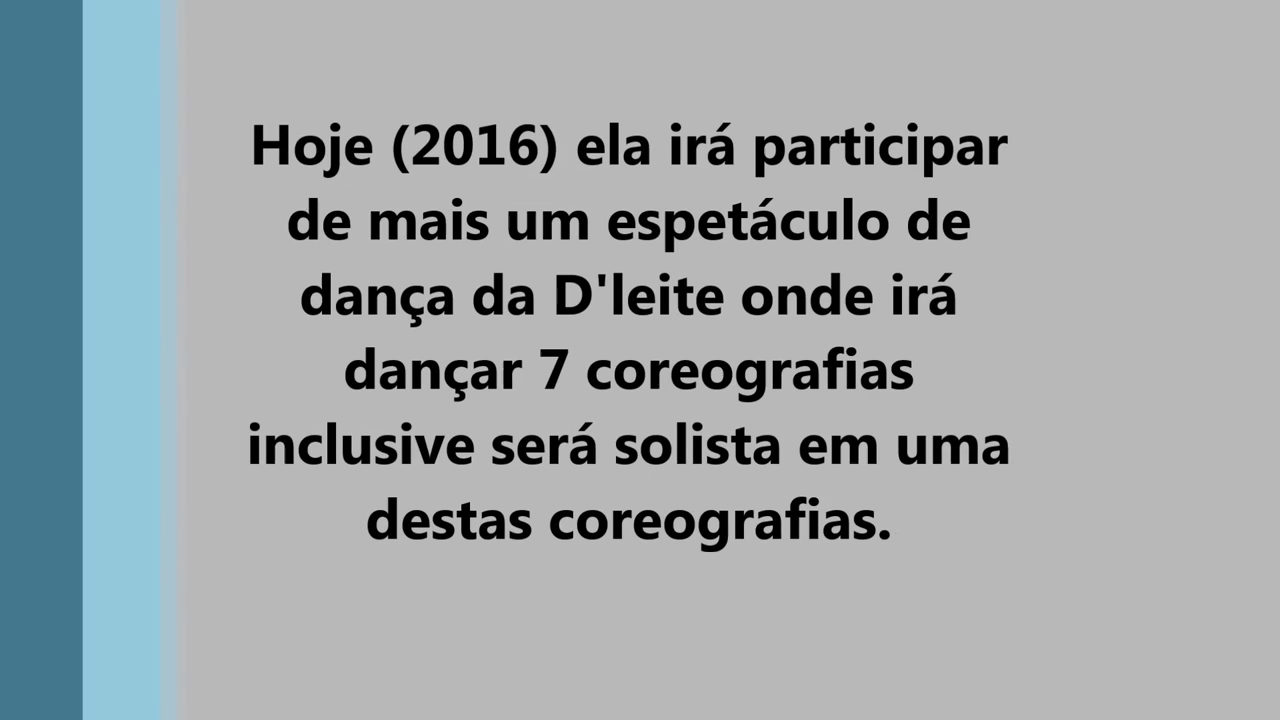 Hoje (2016) ela irá participar
de mais um espetáculo de
dança da D'leite onde irá
dançar 7 coreografias
inclusive será solista em uma
destas coreografias.